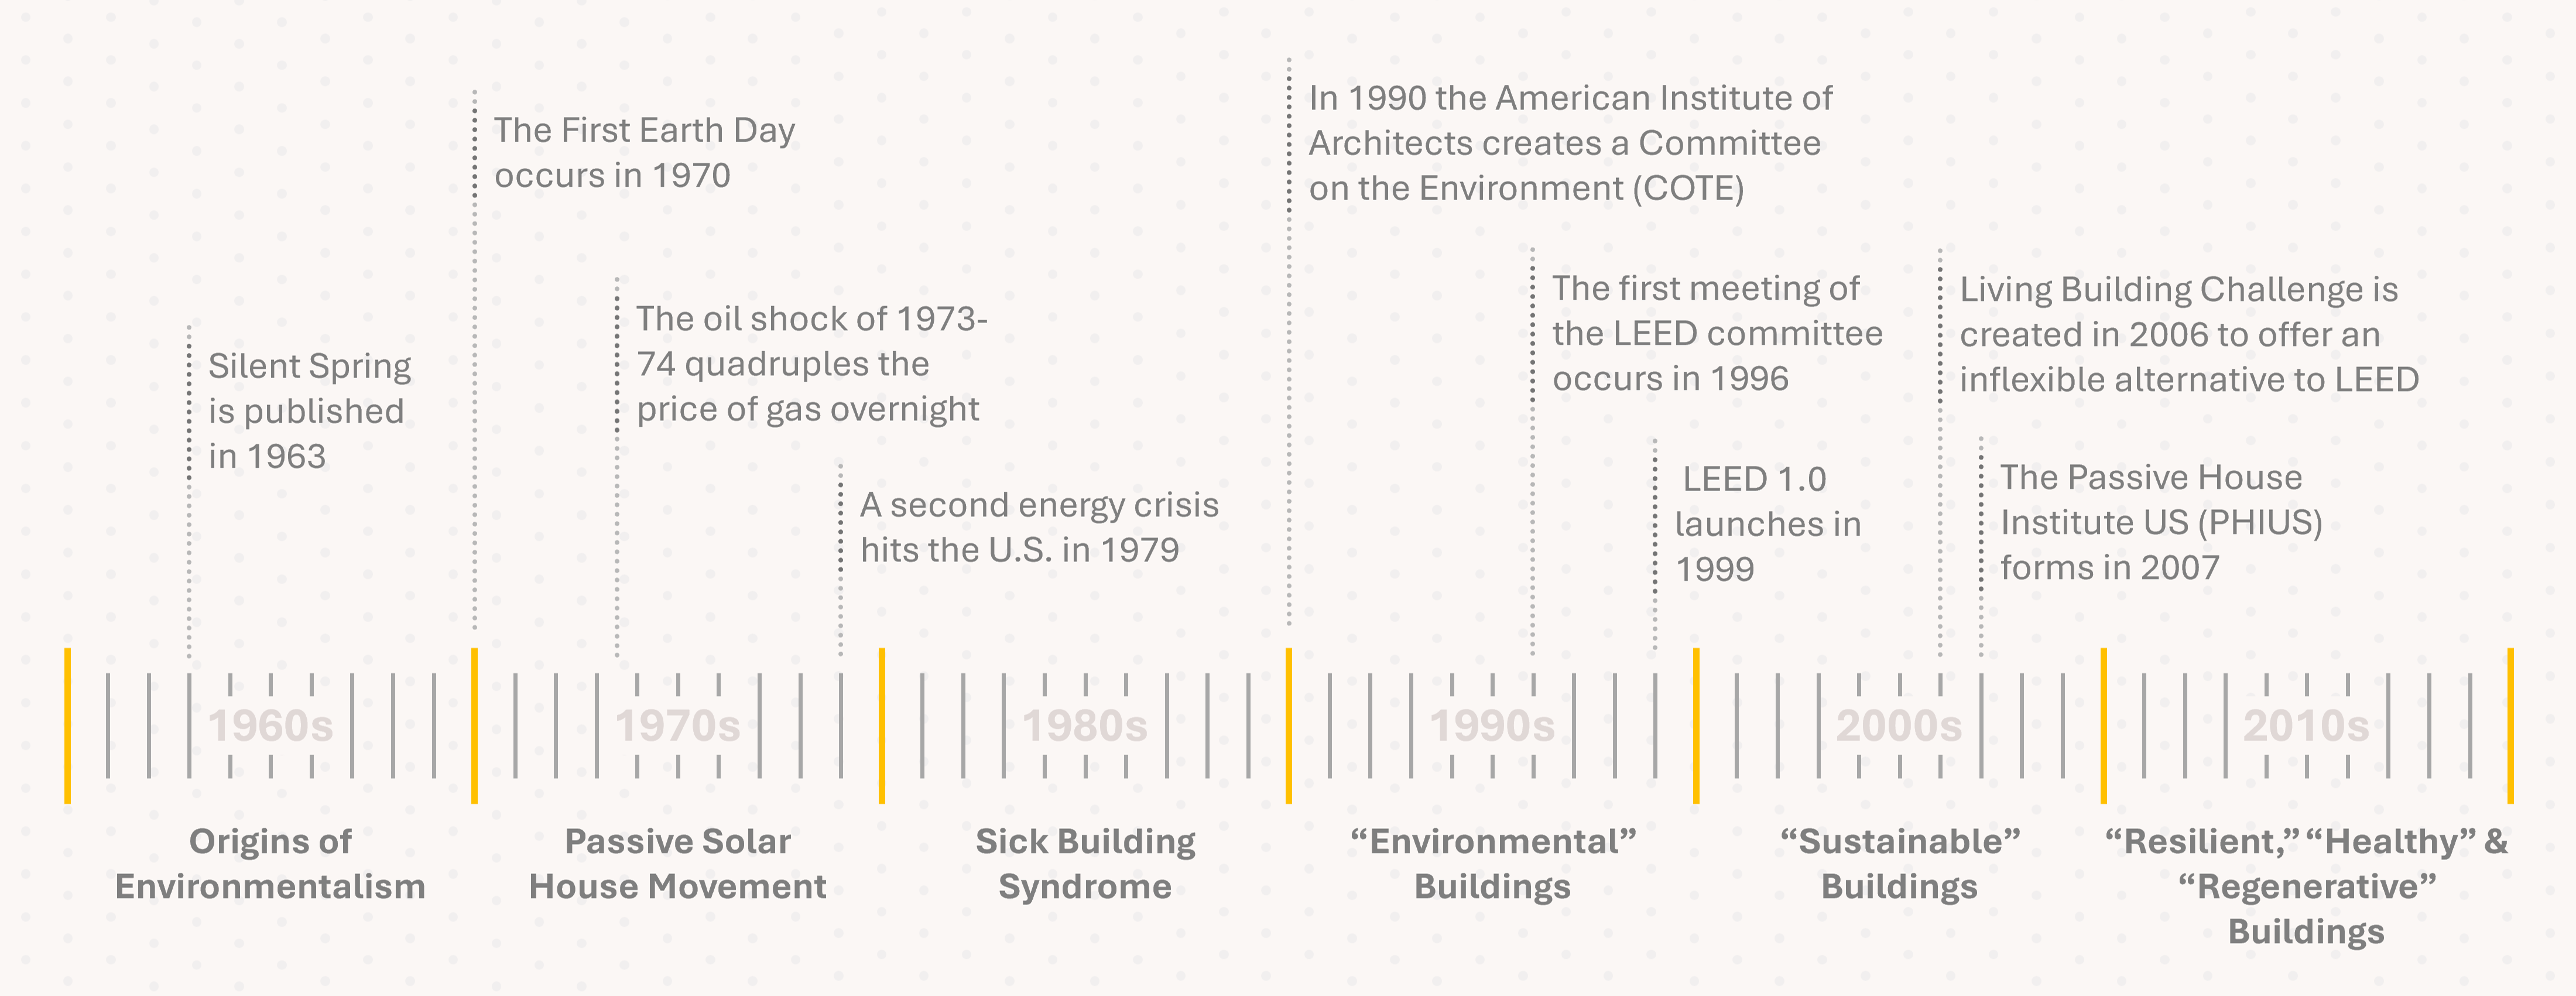 The First Earth Day
occurs in 1970
In 1990 the American Institute of
Architects creates a Committee
on the Environment (COTE)
Silent Spring
is published
in 1963
The oil shock of 1973-
74 quadruples the
price of gas overnight
A second energy crisis
hits the U.S. in 1979
The first meeting of
the LEED committee
occurs in 1996
LEED 1.0
launches in
1999
Living Building Challenge is
created in 2006 to offer an
inflexible alternative to LEED
The Passive House
Institute US (PHIUS)
forms in 2007
1960s
1970s
1980s
1990s
2000s
2010s
Origins of
Environmentalism
Passive Solar
House Movement
Sick Building
Syndrome
“Environmental”
Buildings
“Sustainable”
Buildings
“Resilient,” “Healthy” &
“Regenerative”
Buildings